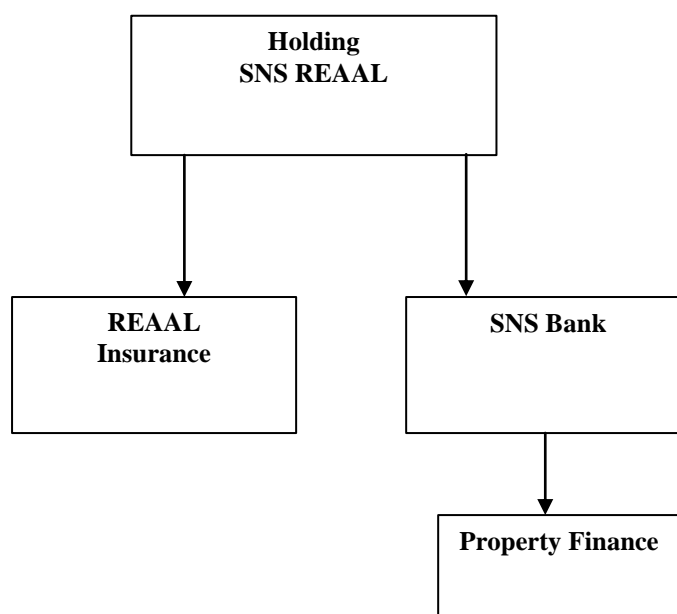 Holding
SNS REAAL
REAAL
Insurance
SNS Bank
Property Finance